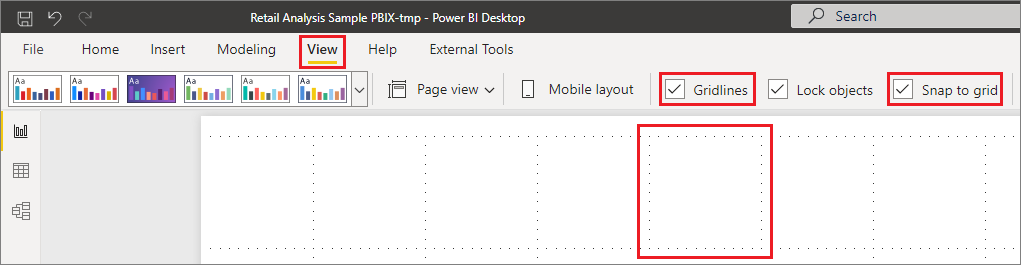 Retail Analysis Sample PBIX-tmp - Power BI Desktop
Search
File Home Insert Modeling View Help External Tools
Aa Aa Aa Aa Aa Aa Page view Mobile layout Gridlines Lock objects Snap to grid